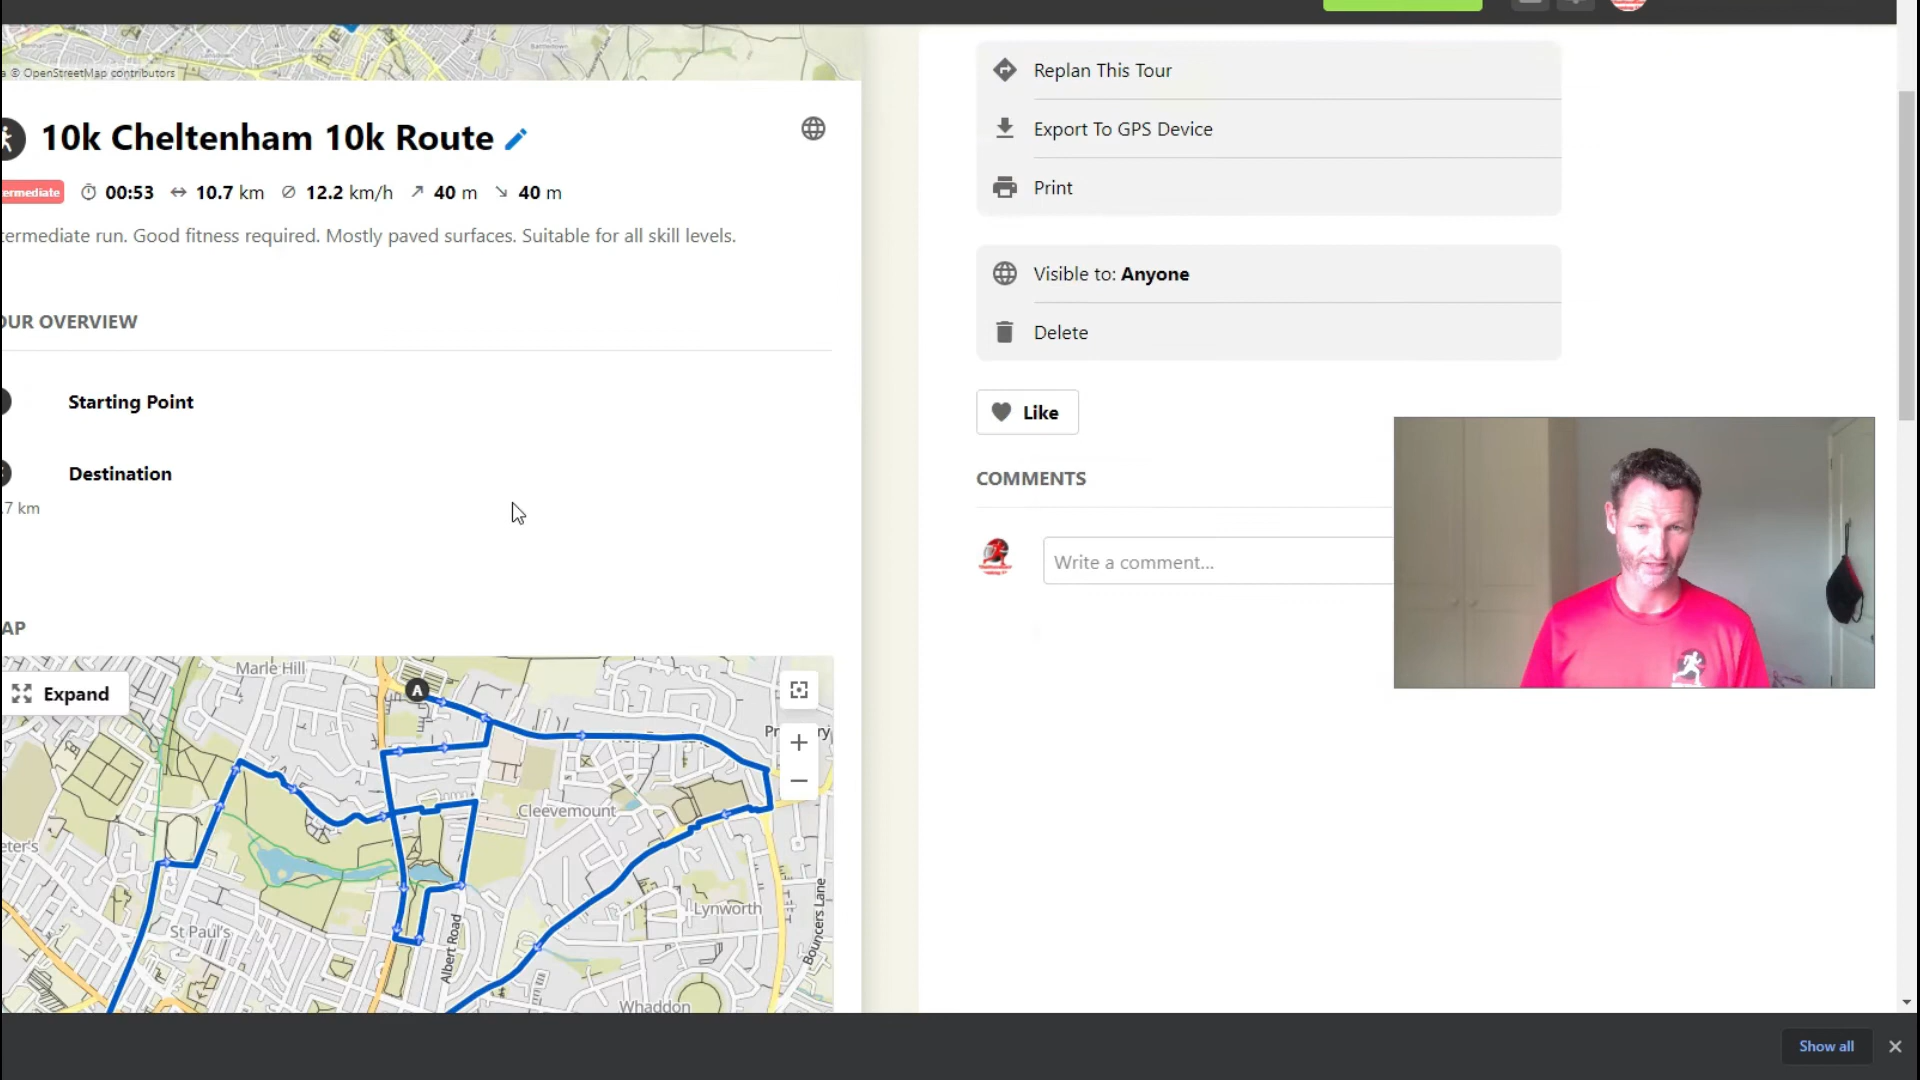 © OpenStreetMap contributors
10k Cheltenham 10k Route
ermediate 00:53 10.7 km 12.2 km/h 40 m 40 m
ermediate run. Good fitness required. Mostly paved surfaces. Suitable for all skill levels.
OUR OVERVIEW
Starting Point
Destination
.7 km
AP
Expand
Marle Hill
A
Cleevemount
eter's
St Paul's
Albert Road
Lynworth
Bouncers Lane
Whaddon
Replan This Tour
Export To GPS Device
Print
Visible to: Anyone
Delete
Like
COMMENTS
Write a comment...
Show all